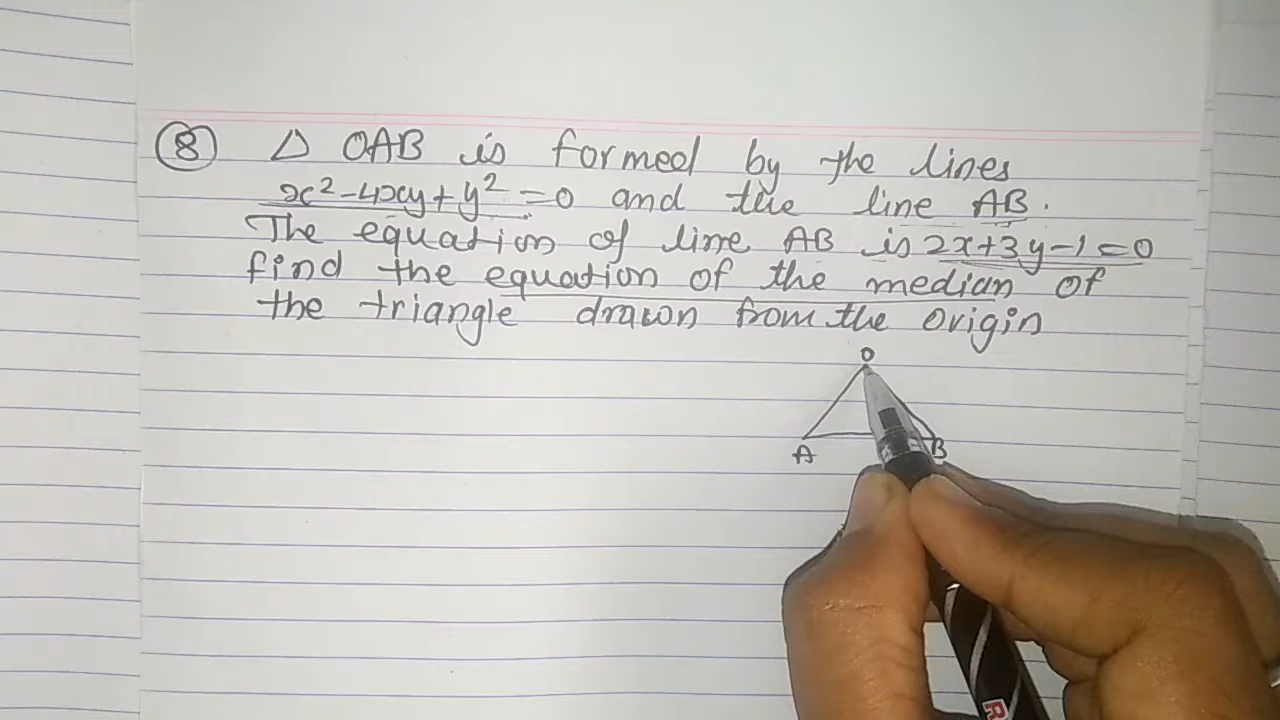 ⑧ △ OAB is formed by the lines
x²-4xy+y²=0 and the line AB.
The equation of line AB is 2x+3y-1=0
find the equation of the median of
the triangle drawn from the origin
O
A B
R